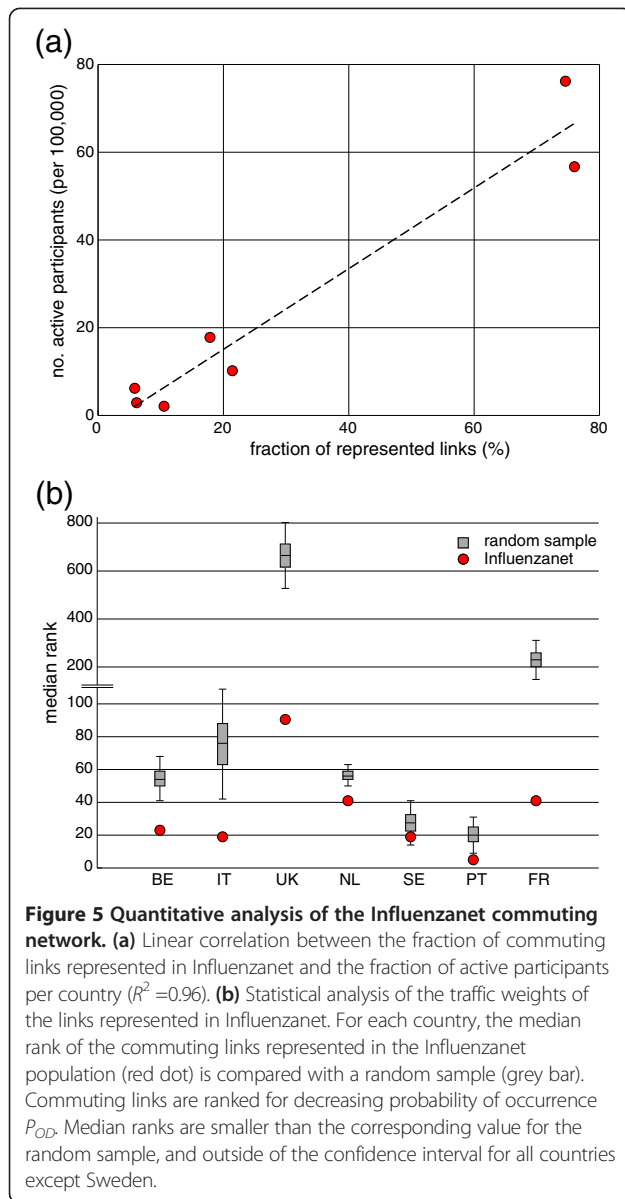 (a)
80
60
40
20
0
no. active participants (per 100,000)
0 20 40 60 80
fraction of represented links (%)
(b)
800
600
400
200
100
80
60
40
20
0
median rank
random sample
Influenzanet
BE IT UK NL SE PT FR
Figure 5 Quantitative analysis of the Influenzanet commuting
network. (a) Linear correlation between the fraction of commuting
links represented in Influenzanet and the fraction of active participants
per country (R² =0.96). (b) Statistical analysis of the traffic weights of
the links represented in Influenzanet. For each country, the median
rank of the commuting links represented in the Influenzanet
population (red dot) is compared with a random sample (grey bar).
Commuting links are ranked for decreasing probability of occurrence
P_OD. Median ranks are smaller than the corresponding value for the
random sample, and outside of the confidence interval for all countries
except Sweden.